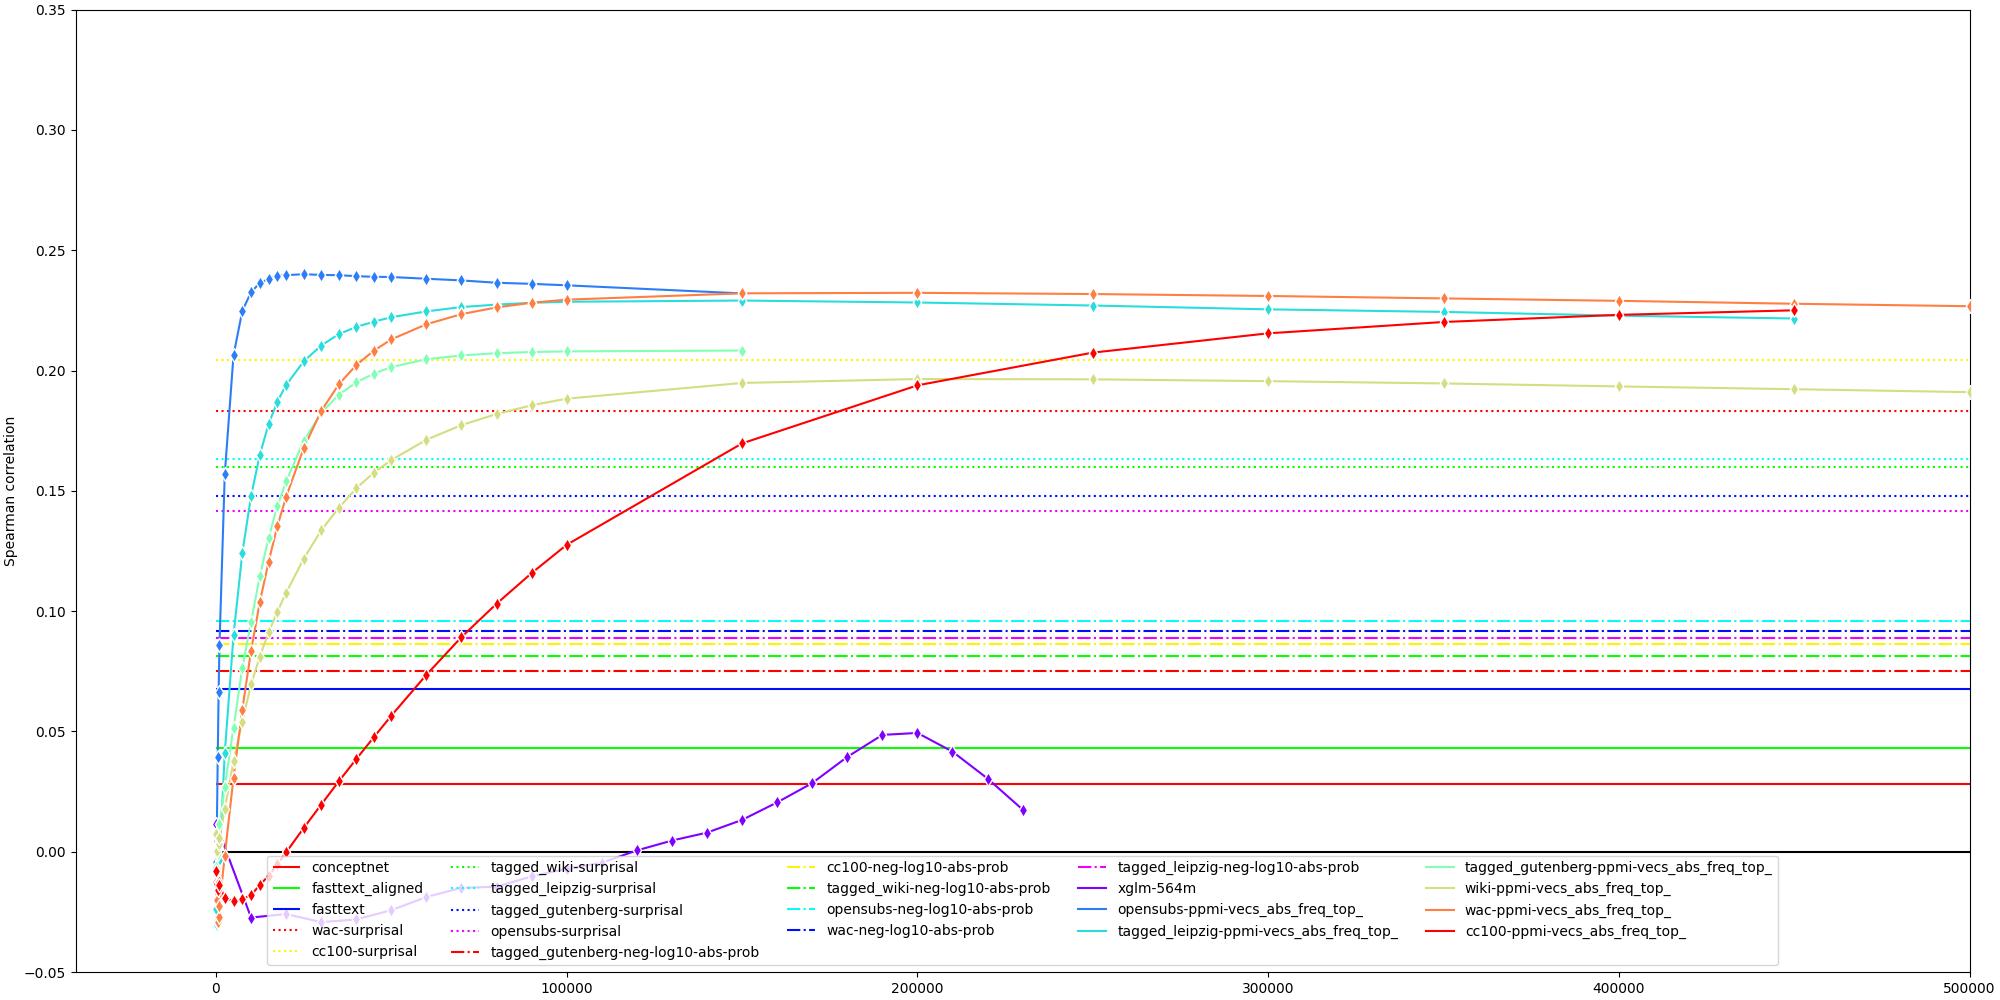 0.35
0.30
0.25
0.20
0.15
0.10
0.05
0.00
−0.05
Spearman correlation
0
100000
200000
300000
400000
500000
conceptnet
fasttext_aligned
fasttext
wac-surprisal
cc100-surprisal
tagged_wiki-surprisal
tagged_leipzig-surprisal
tagged_gutenberg-surprisal
opensubs-surprisal
tagged_gutenberg-neg-log10-abs-prob
cc100-neg-log10-abs-prob
tagged_wiki-neg-log10-abs-prob
opensubs-neg-log10-abs-prob
wac-neg-log10-abs-prob
tagged_leipzig-neg-log10-abs-prob
xglm-564m
opensubs-ppmi-vecs_abs_freq_top_
tagged_leipzig-ppmi-vecs_abs_freq_top_
tagged_gutenberg-ppmi-vecs_abs_freq_top_
wiki-ppmi-vecs_abs_freq_top_
wac-ppmi-vecs_abs_freq_top_
cc100-ppmi-vecs_abs_freq_top_